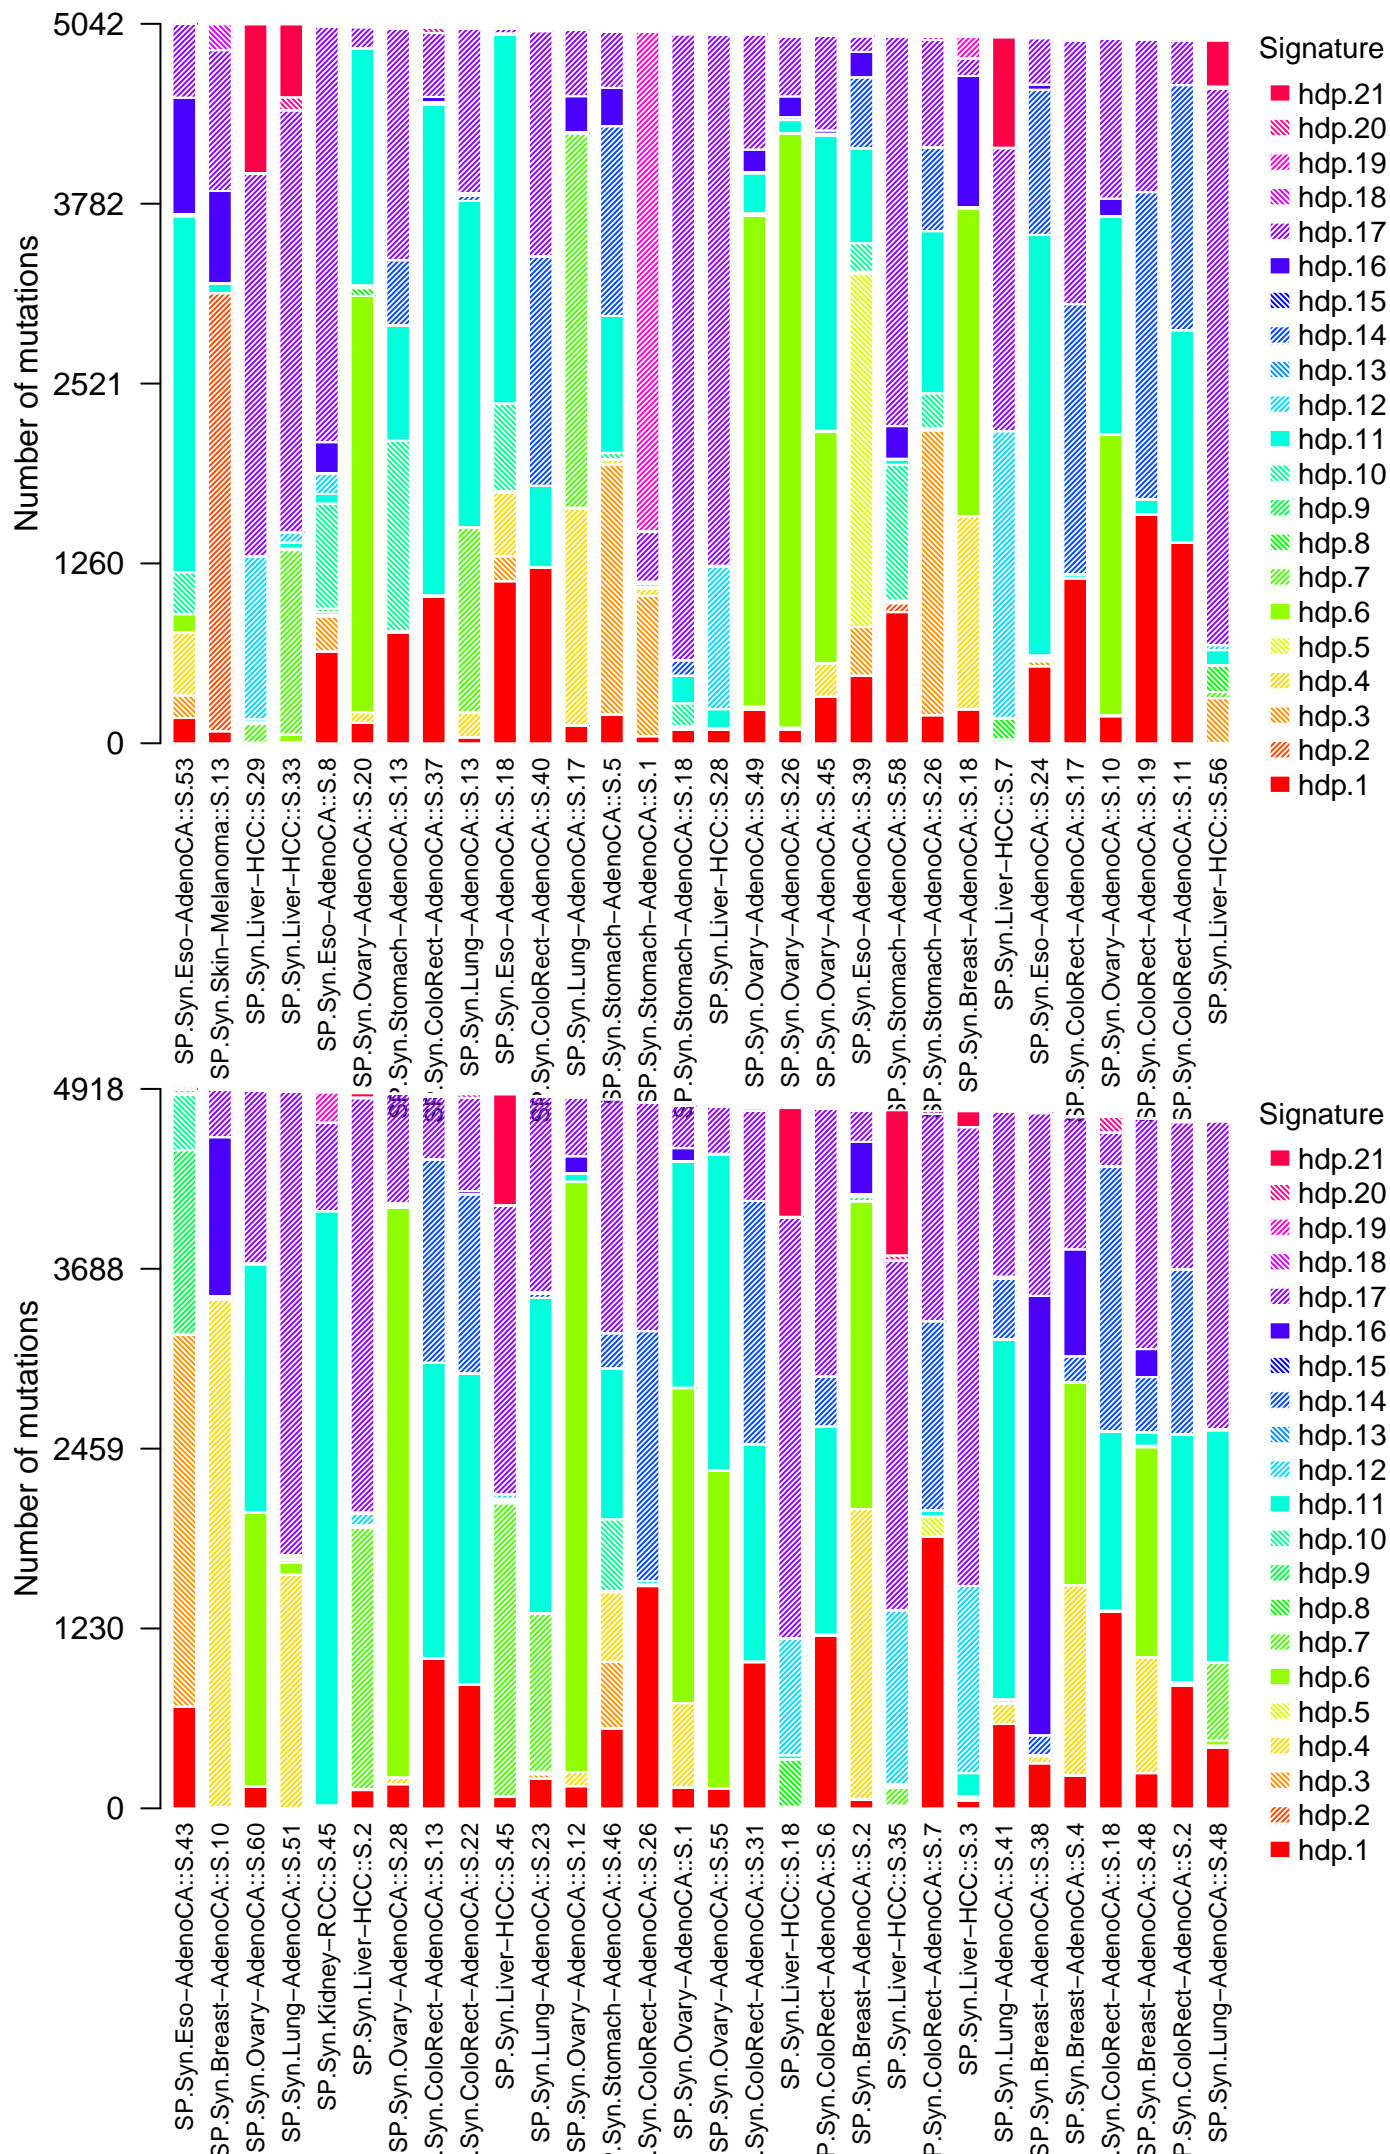 Number of mutations
5042
3782
2521
1260
0
SP.Syn.Eso−AdenoCA::S.53
SP.Syn.Skin−Melanoma::S.13
SP.Syn.Liver−HCC::S.29
SP.Syn.Liver−HCC::S.33
SP.Syn.Eso−AdenoCA::S.8
SP.Syn.Ovary−AdenoCA::S.20
SP.Syn.Stomach−AdenoCA::S.13
SP.Syn.ColoRect−AdenoCA::S.37
SP.Syn.Lung−AdenoCA::S.13
SP.Syn.Eso−AdenoCA::S.18
SP.Syn.ColoRect−AdenoCA::S.40
SP.Syn.Lung−AdenoCA::S.17
SP.Syn.Stomach−AdenoCA::S.5
SP.Syn.Stomach−AdenoCA::S.1
SP.Syn.Stomach−AdenoCA::S.18
SP.Syn.Liver−HCC::S.28
SP.Syn.Ovary−AdenoCA::S.49
SP.Syn.Ovary−AdenoCA::S.26
SP.Syn.Ovary−AdenoCA::S.45
SP.Syn.Eso−AdenoCA::S.39
SP.Syn.Stomach−AdenoCA::S.58
SP.Syn.Stomach−AdenoCA::S.26
SP.Syn.Breast−AdenoCA::S.18
SP.Syn.Liver−HCC::S.7
SP.Syn.Eso−AdenoCA::S.24
SP.Syn.ColoRect−AdenoCA::S.17
SP.Syn.Ovary−AdenoCA::S.10
SP.Syn.ColoRect−AdenoCA::S.19
SP.Syn.ColoRect−AdenoCA::S.11
SP.Syn.Liver−HCC::S.56
Signature
hdp.21
hdp.20
hdp.19
hdp.18
hdp.17
hdp.16
hdp.15
hdp.14
hdp.13
hdp.12
hdp.11
hdp.10
hdp.9
hdp.8
hdp.7
hdp.6
hdp.5
hdp.4
hdp.3
hdp.2
hdp.1
Number of mutations
4918
3688
2459
1230
0
SP.Syn.Eso−AdenoCA::S.43
SP.Syn.Breast−AdenoCA::S.10
SP.Syn.Ovary−AdenoCA::S.60
SP.Syn.Lung−AdenoCA::S.51
SP.Syn.Kidney−RCC::S.45
SP.Syn.Liver−HCC::S.2
SP.Syn.Ovary−AdenoCA::S.28
.Syn.ColoRect−AdenoCA::S.13
.Syn.ColoRect−AdenoCA::S.22
SP.Syn.Liver−HCC::S.45
SP.Syn.Lung−AdenoCA::S.23
SP.Syn.Ovary−AdenoCA::S.12
.Syn.Stomach−AdenoCA::S.46
.Syn.ColoRect−AdenoCA::S.26
SP.Syn.Ovary−AdenoCA::S.1
SP.Syn.Ovary−AdenoCA::S.55
.Syn.ColoRect−AdenoCA::S.31
SP.Syn.Liver−HCC::S.18
P.Syn.ColoRect−AdenoCA::S.6
SP.Syn.Breast−AdenoCA::S.2
SP.Syn.Liver−HCC::S.35
P.Syn.ColoRect−AdenoCA::S.7
SP.Syn.Liver−HCC::S.3
SP.Syn.Lung−AdenoCA::S.41
SP.Syn.Breast−AdenoCA::S.38
SP.Syn.Breast−AdenoCA::S.4
.Syn.ColoRect−AdenoCA::S.18
SP.Syn.Breast−AdenoCA::S.48
P.Syn.ColoRect−AdenoCA::S.2
SP.Syn.Lung−AdenoCA::S.48
Signature
hdp.21
hdp.20
hdp.19
hdp.18
hdp.17
hdp.16
hdp.15
hdp.14
hdp.13
hdp.12
hdp.11
hdp.10
hdp.9
hdp.8
hdp.7
hdp.6
hdp.5
hdp.4
hdp.3
hdp.2
hdp.1